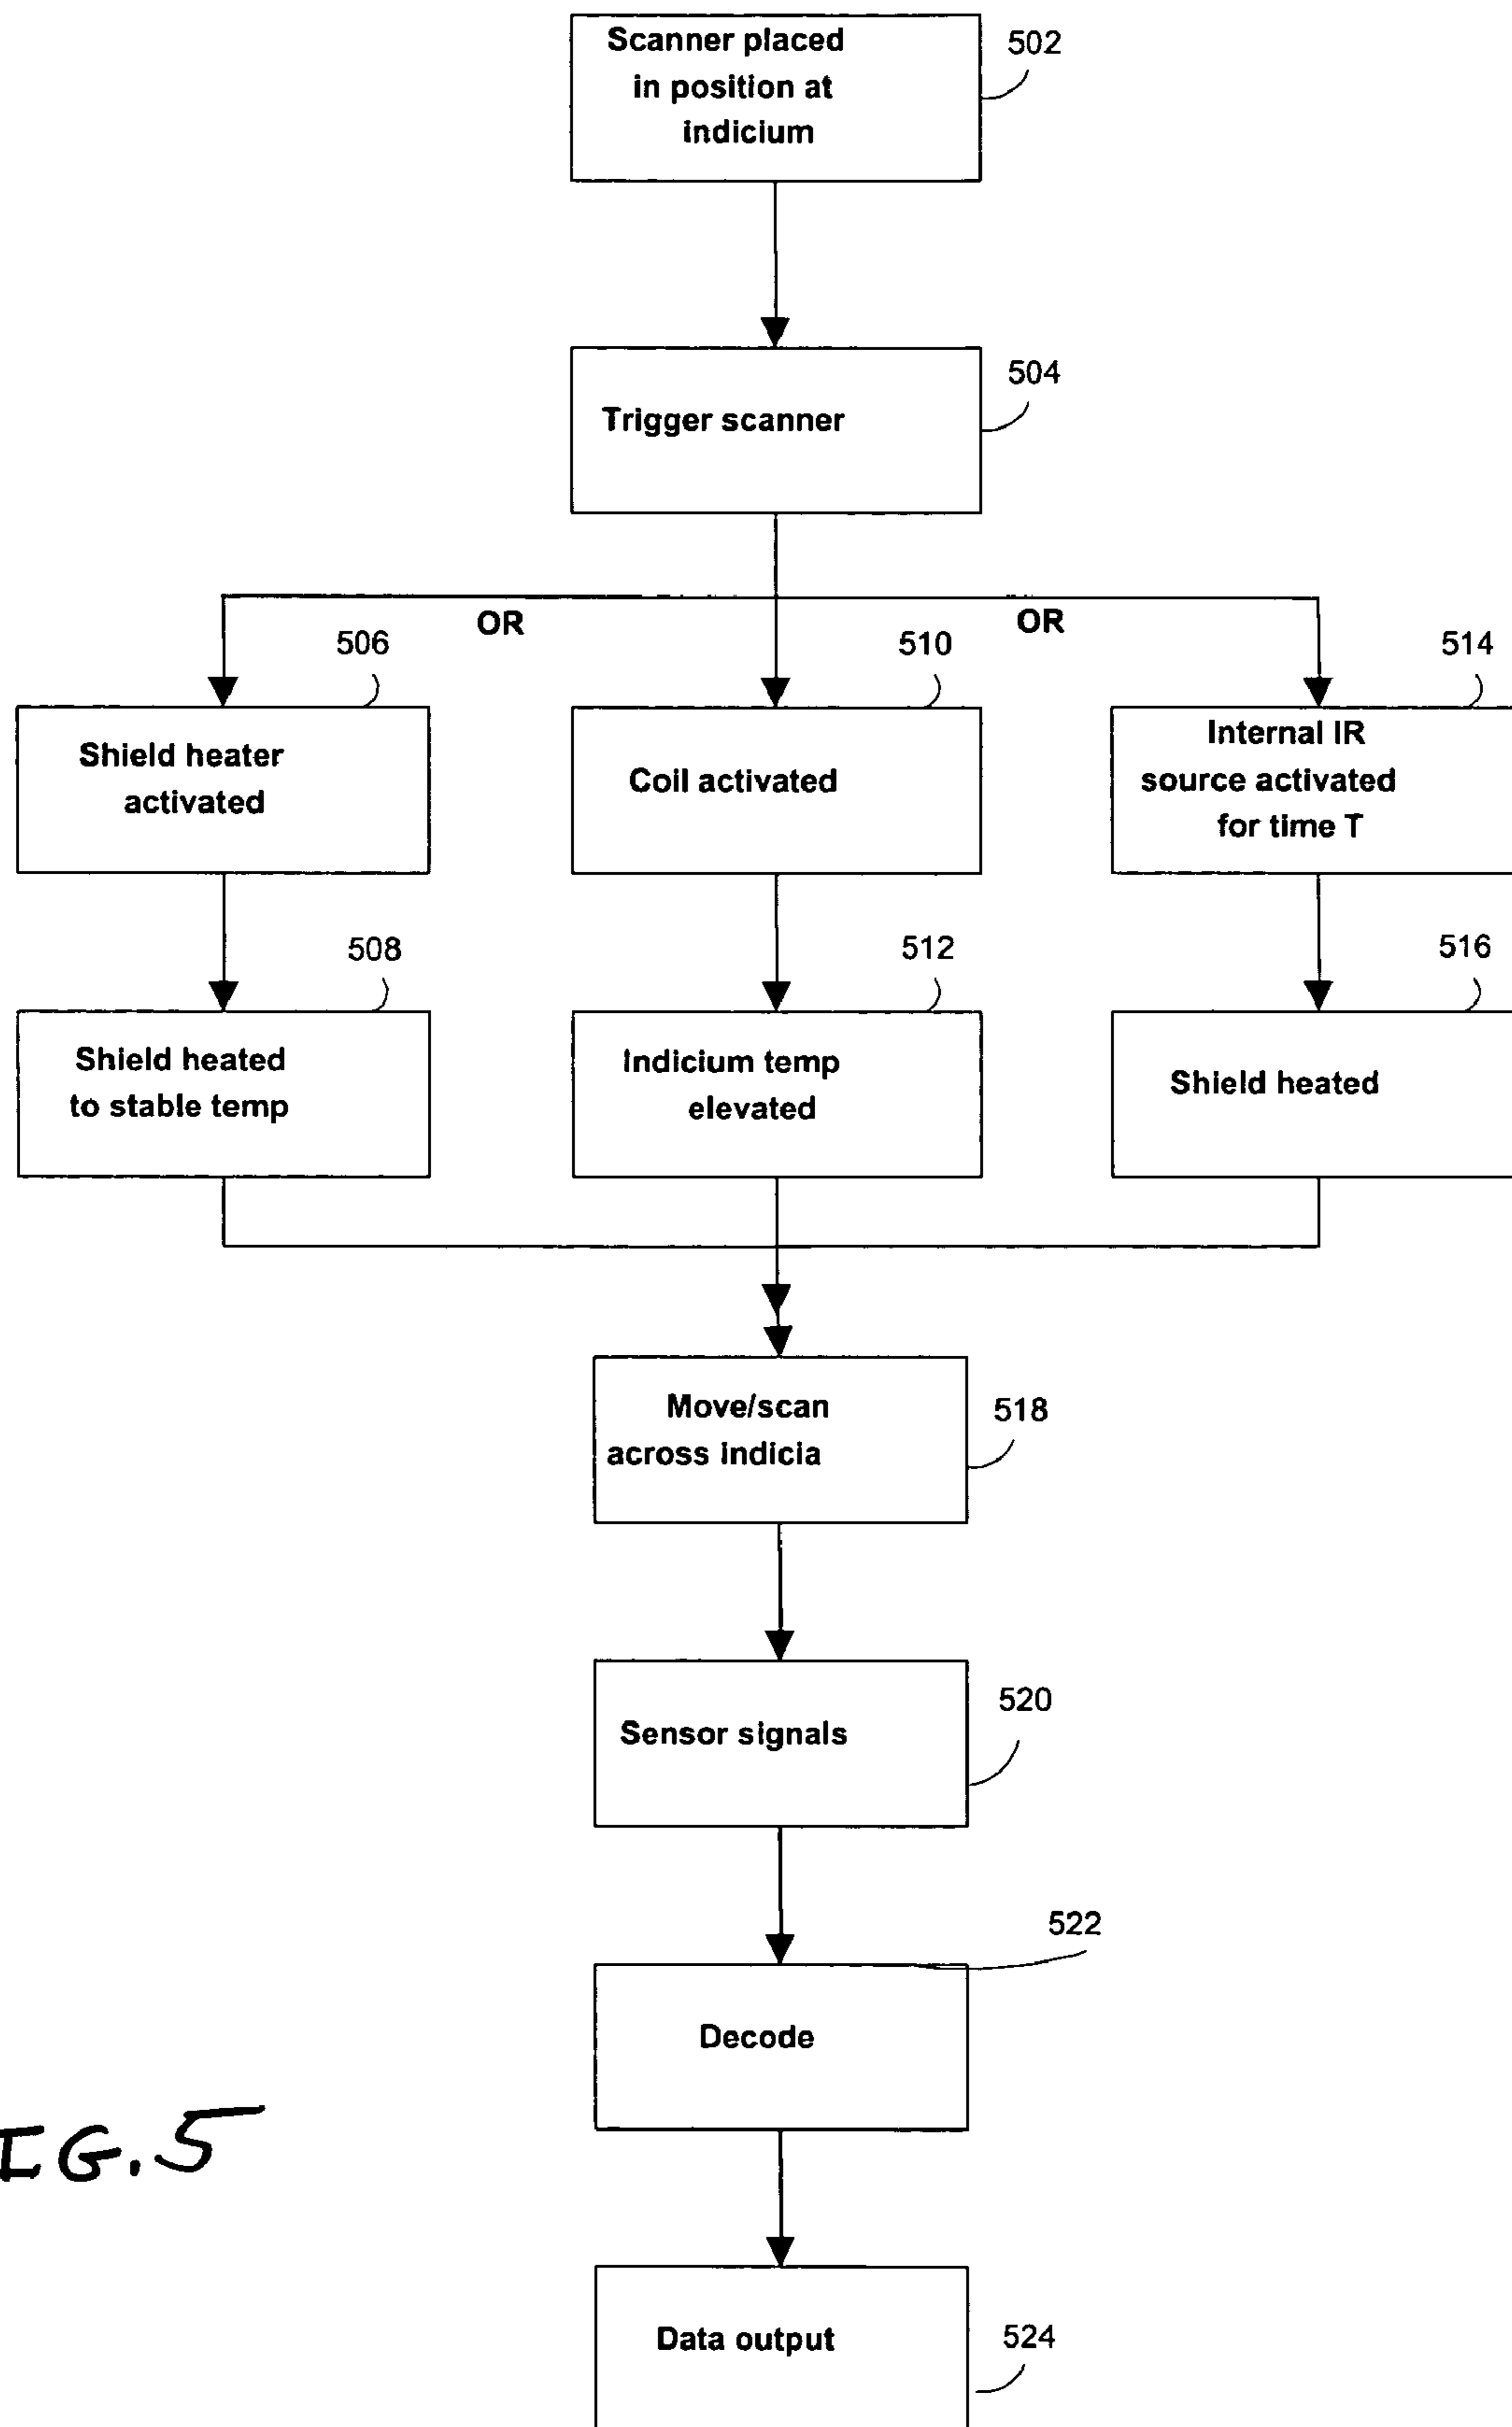 Scanner placed
in position at
indicium
502
Trigger scanner
504
OR
OR
506
510
514
Shield heater
activated
Coil activated
Internal IR
source activated
for time T
508
512
516
Shield heated
to stable temp
Indicium temp
elevated
Shield heated
Move/scan
across indicia
518
Sensor signals
520
522
Decode
Data output
524
IG.5